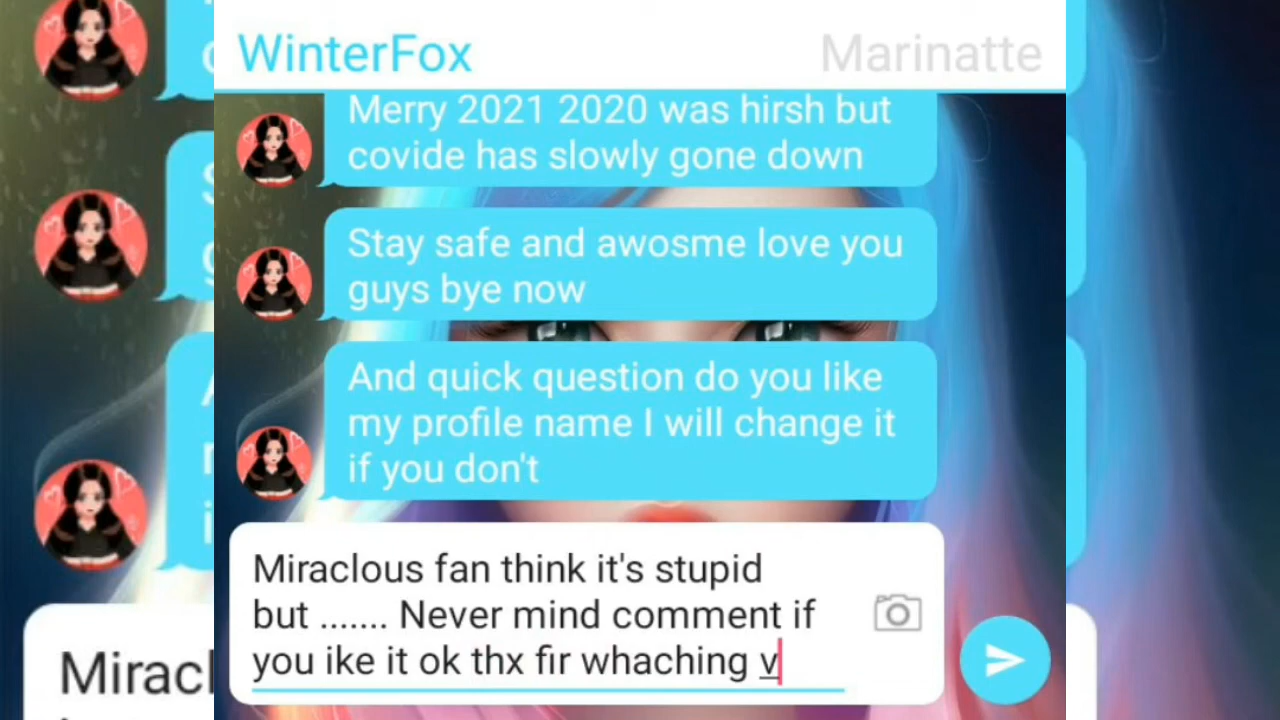 WinterFox
Marinatte
Merry 2021 2020 was hirsh but
covide has slowly gone down
Stay safe and awosme love you
guys bye now
And quick question do you like
my profile name I will change it
if you don't
Miraclous fan think it's stupid
but ....... Never mind comment if
you ike it ok thx fir whaching v
Miracl